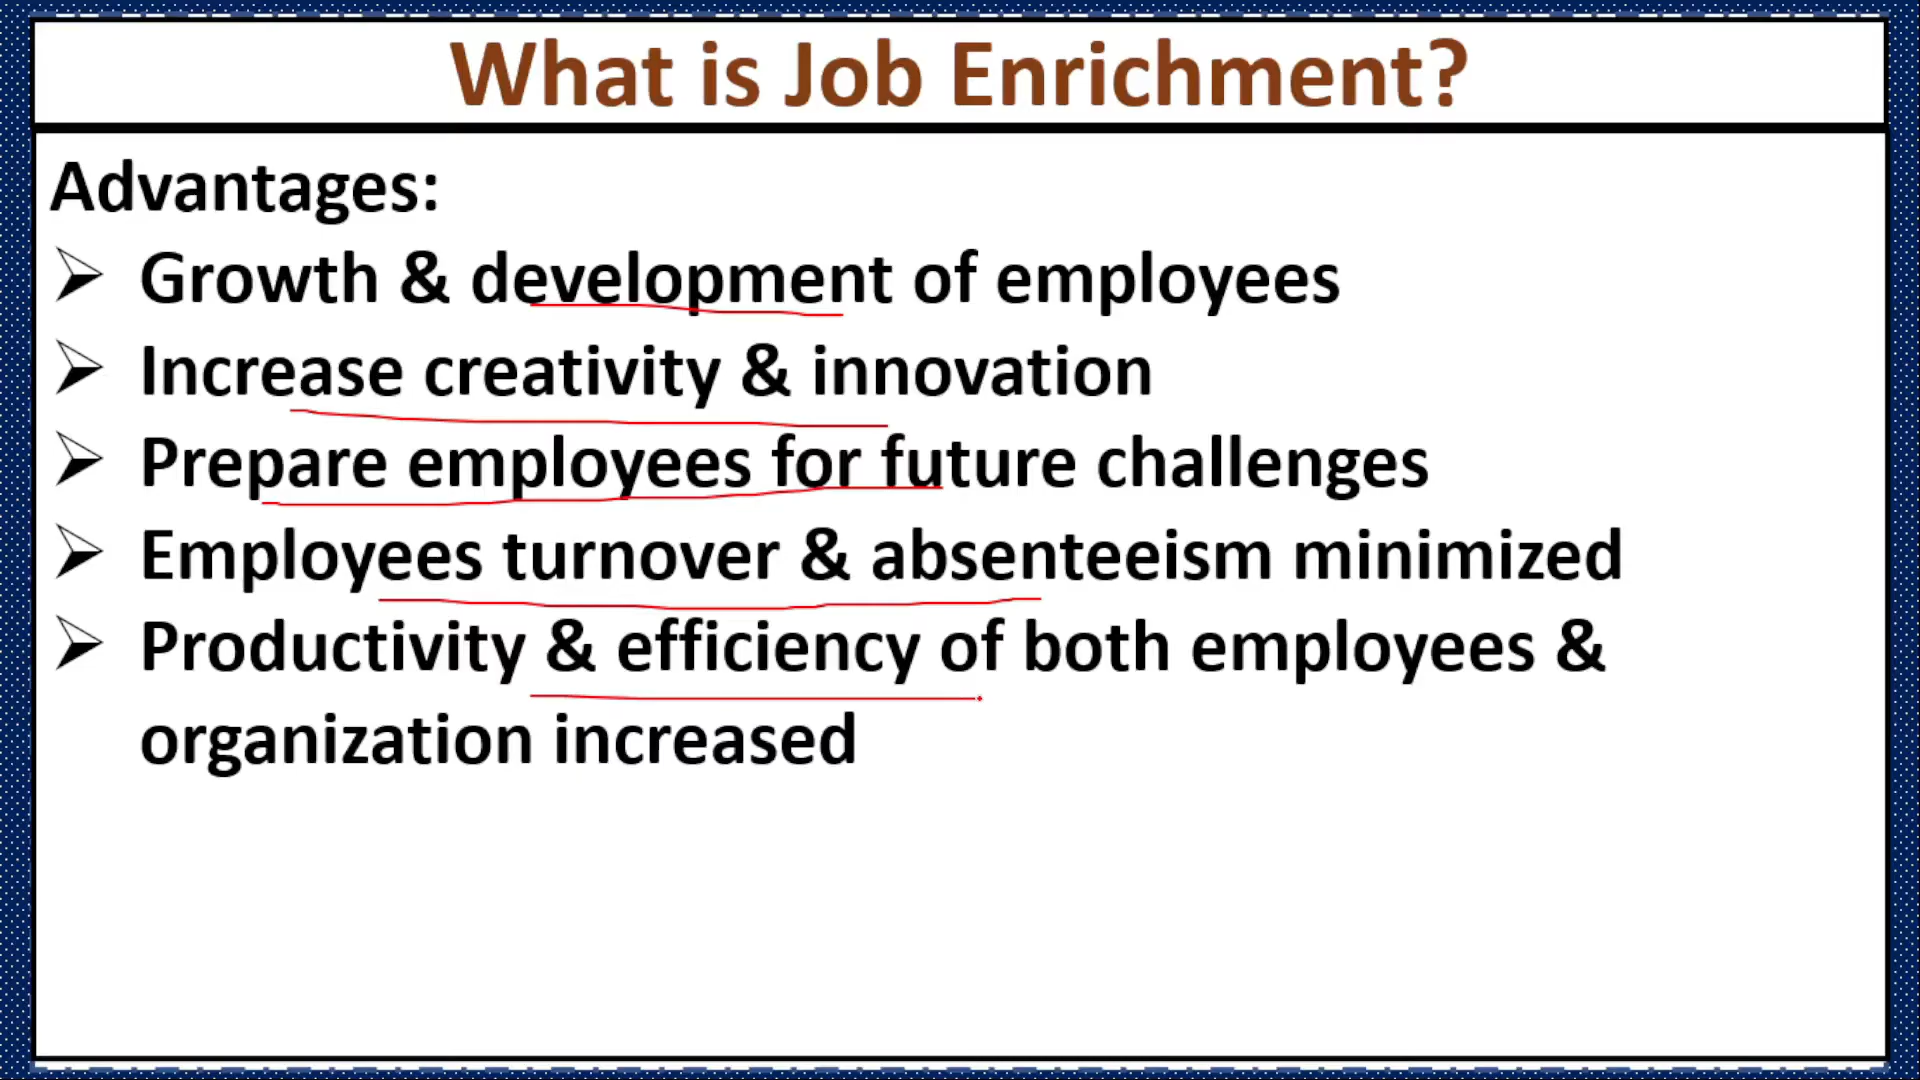 What is Job Enrichment?
Advantages:
➢ Growth & development of employees
➢ Increase creativity & innovation
➢ Prepare employees for future challenges
➢ Employees turnover & absenteeism minimized
➢ Productivity & efficiency of both employees &
organization increased